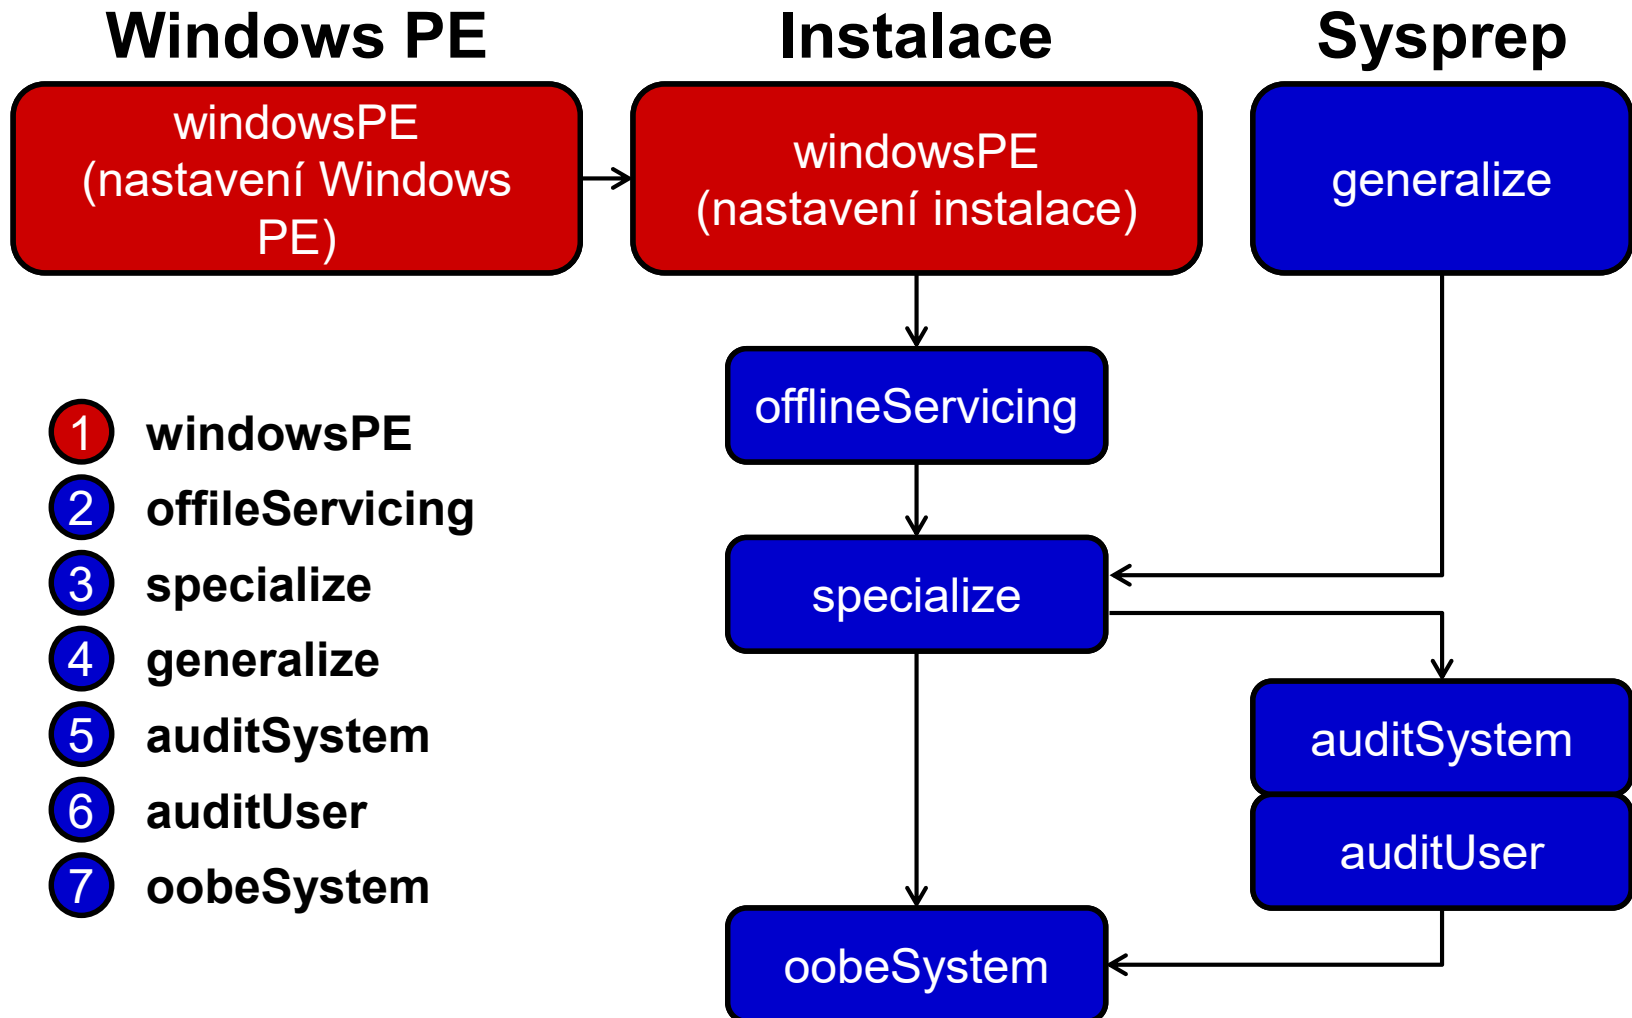 Windows PE
Instalace
Sysprep
windowsPE
(nastavení Windows
PE)
windowsPE
(nastavení instalace)
generalize
offlineServicing
1 windowsPE
2 offileServicing
3 specialize
4 generalize
5 auditSystem
6 auditUser
7 oobeSystem
specialize
auditSystem
auditUser
oobeSystem